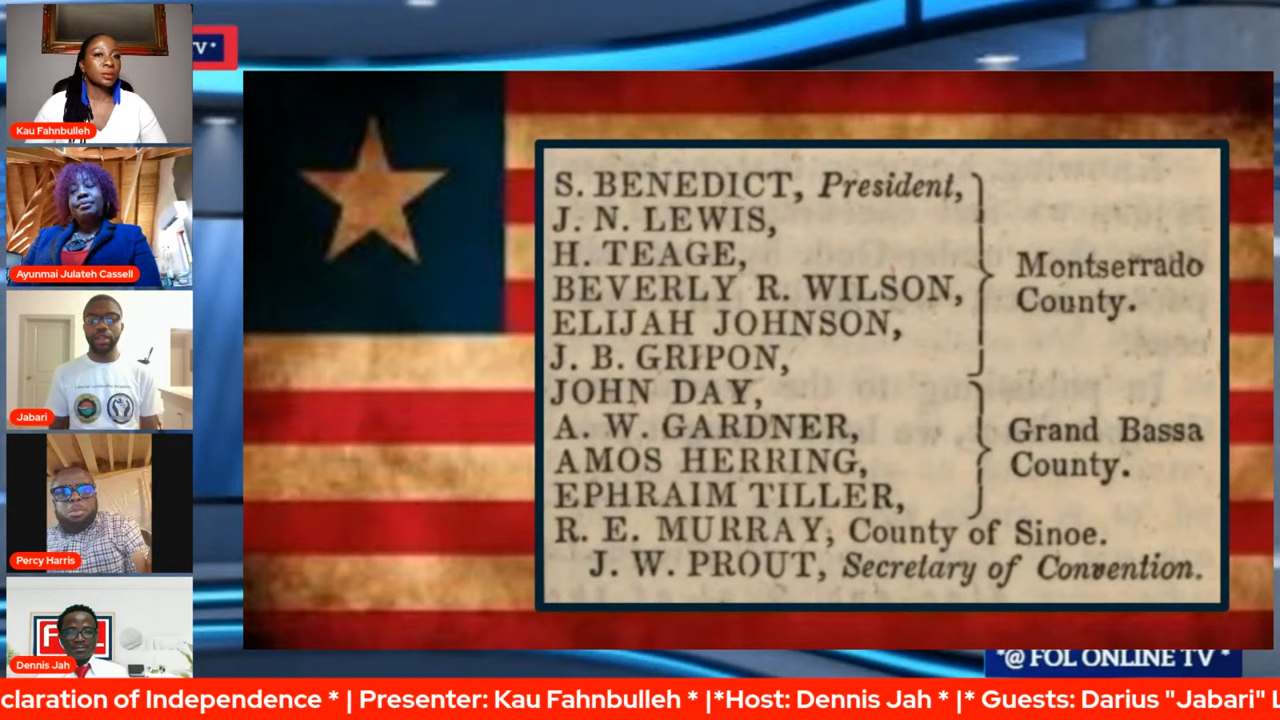 TV *
Kau Fahnbulleh
Ayunmai Julateh Cassell
Jabari
Percy Harris
FOL
Dennis Jah
S. BENEDICT, President,
J. N. LEWIS,
H. TEAGE,
BEVERLY R. WILSON,
ELIJAH JOHNSON,
J. B. GRIPON,
Montserrado
County.
JOHN DAY,
A. W. GARDNER,
AMOS HERRING,
EPHRAIM TILLER,
Grand Bassa
County.
R. E. MURRAY, County of Sinoe.
J. W. PROUT, Secretary of Convention.
*@ FOL ONLINE TV *
claration of Independence * | Presenter: Kau Fahnbulleh * |*Host: Dennis Jah * |* Guests: Darius "Jabari" L